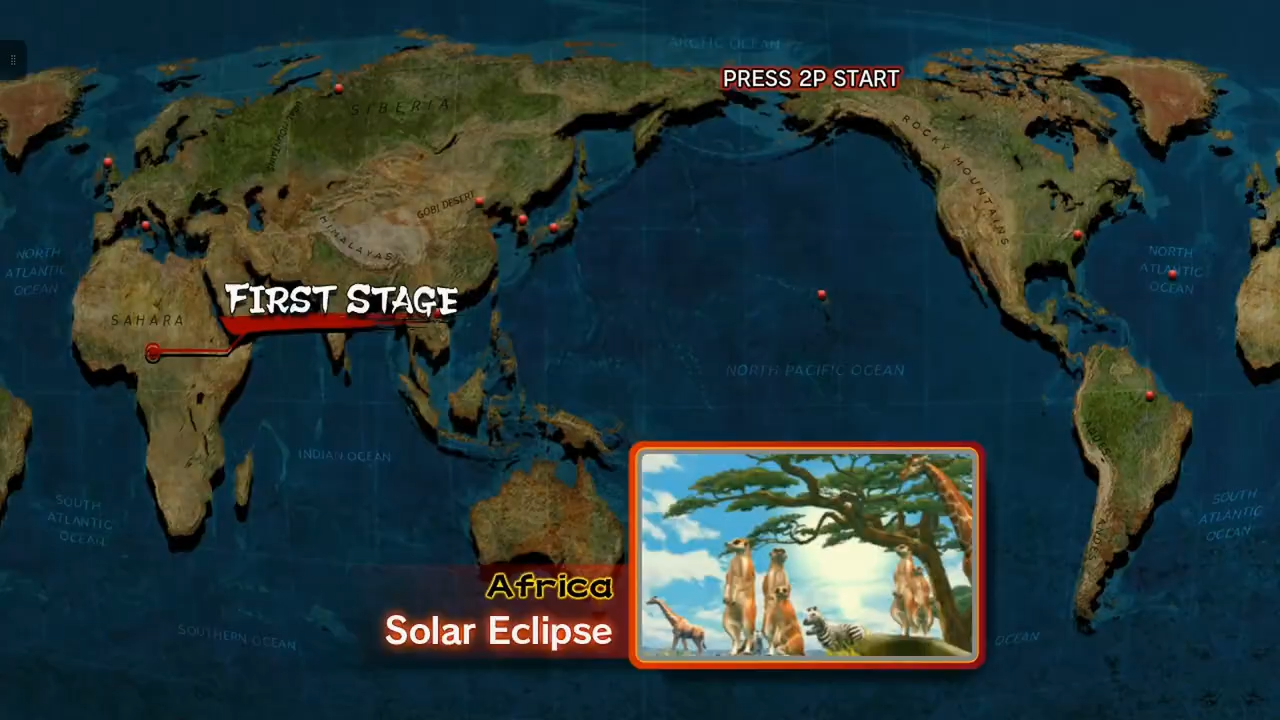 ARCTIC OCEAN
PRESS 2P START
SIBERIA
ROCKY MOUNTAINS
GOBI DESERT
HIMALAYAS
NORTH
ATLANTIC
OCEAN
NORTH
ATLANTIC
OCEAN
FIRST STAGE
SAHARA
NORTH PACIFIC OCEAN
INDIAN OCEAN
SOUTH
ATLANTIC
OCEAN
SOUTH
ATLANTIC
OCEAN
ANDES
Africa
Solar Eclipse
SOUTHERN OCEAN
OCEAN